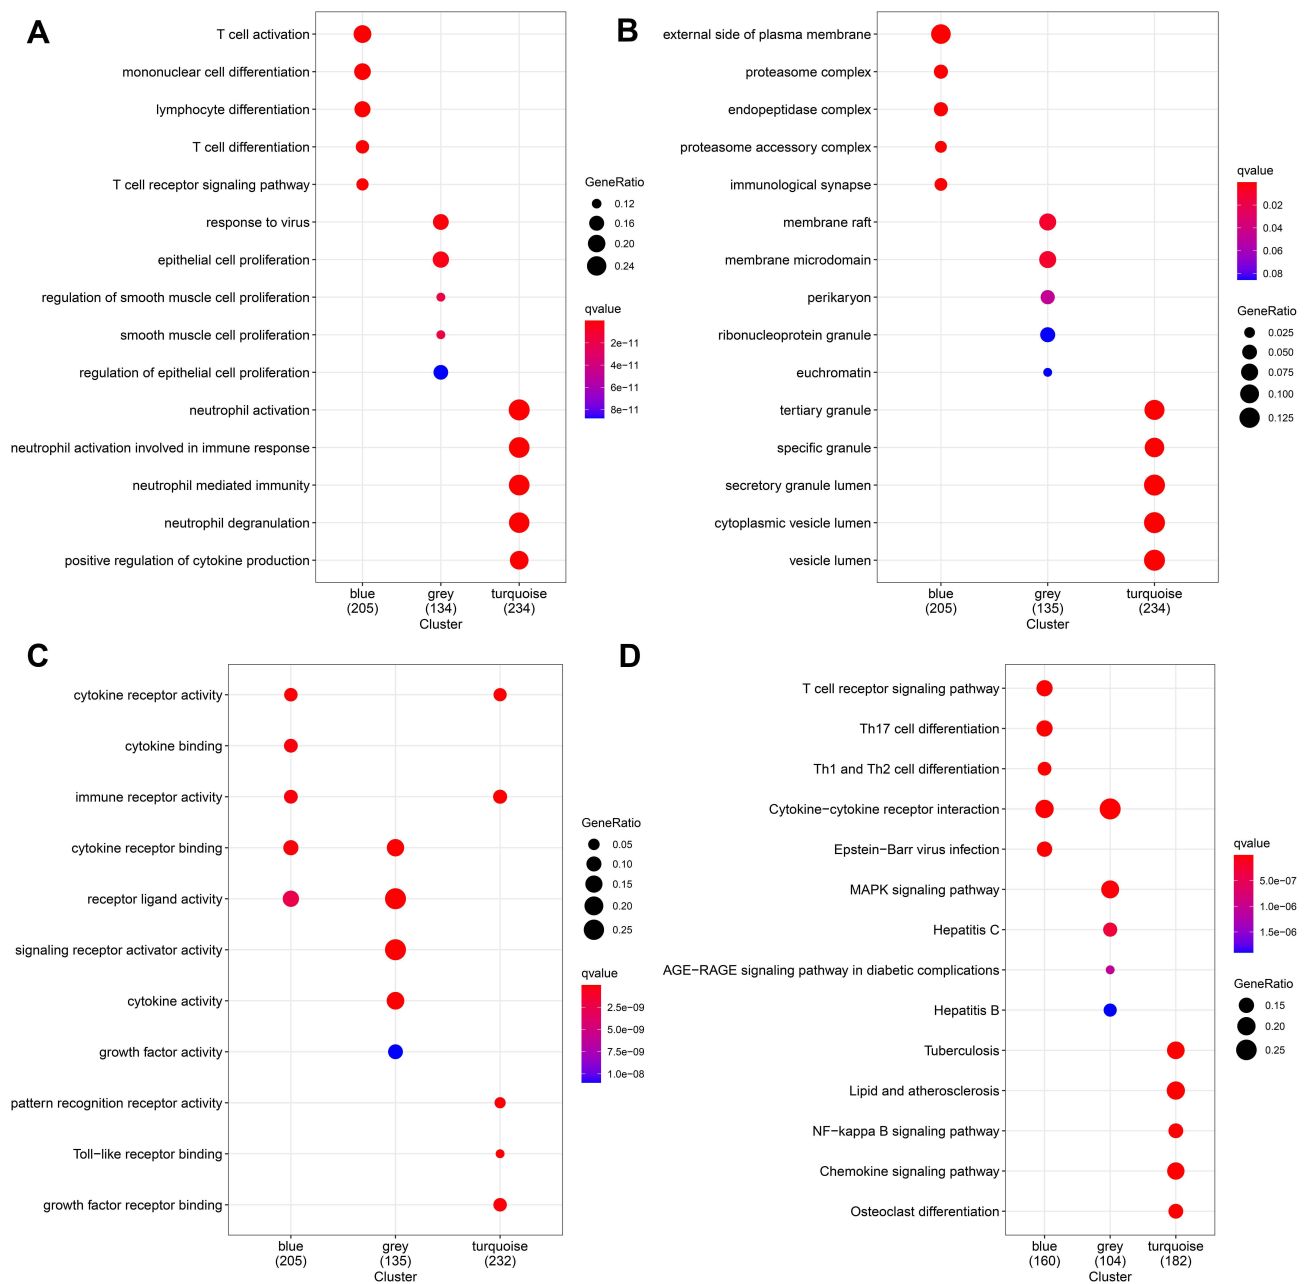 A
T cell activation
mononuclear cell differentiation
lymphocyte differentiation
T cell differentiation
T cell receptor signaling pathway
response to virus
epithelial cell proliferation
regulation of smooth muscle cell proliferation
smooth muscle cell proliferation
regulation of epithelial cell proliferation
neutrophil activation
neutrophil activation involved in immune response
neutrophil mediated immunity
neutrophil degranulation
positive regulation of cytokine production
blue grey turquoise
(205) (134) (234)
Cluster
GeneRatio
0.12
0.16
0.20
0.24
qvalue
2e−11
4e−11
6e−11
8e−11
B
external side of plasma membrane
proteasome complex
endopeptidase complex
proteasome accessory complex
immunological synapse
membrane raft
membrane microdomain
perikaryon
ribonucleoprotein granule
euchromatin
tertiary granule
specific granule
secretory granule lumen
cytoplasmic vesicle lumen
vesicle lumen
blue grey turquoise
(205) (135) (234)
Cluster
qvalue
0.02
0.04
0.06
0.08
GeneRatio
0.025
0.050
0.075
0.100
0.125
C
cytokine receptor activity
cytokine binding
immune receptor activity
cytokine receptor binding
receptor ligand activity
signaling receptor activator activity
cytokine activity
growth factor activity
pattern recognition receptor activity
Toll−like receptor binding
growth factor receptor binding
blue grey turquoise
(205) (135) (232)
Cluster
GeneRatio
0.05
0.10
0.15
0.20
0.25
qvalue
2.5e−09
5.0e−09
7.5e−09
1.0e−08
D
T cell receptor signaling pathway
Th17 cell differentiation
Th1 and Th2 cell differentiation
Cytokine−cytokine receptor interaction
Epstein−Barr virus infection
MAPK signaling pathway
Hepatitis C
AGE−RAGE signaling pathway in diabetic complications
Hepatitis B
Tuberculosis
Lipid and atherosclerosis
NF−kappa B signaling pathway
Chemokine signaling pathway
Osteoclast differentiation
blue grey turquoise
(160) (104) (182)
Cluster
qvalue
5.0e−07
1.0e−06
1.5e−06
GeneRatio
0.15
0.20
0.25